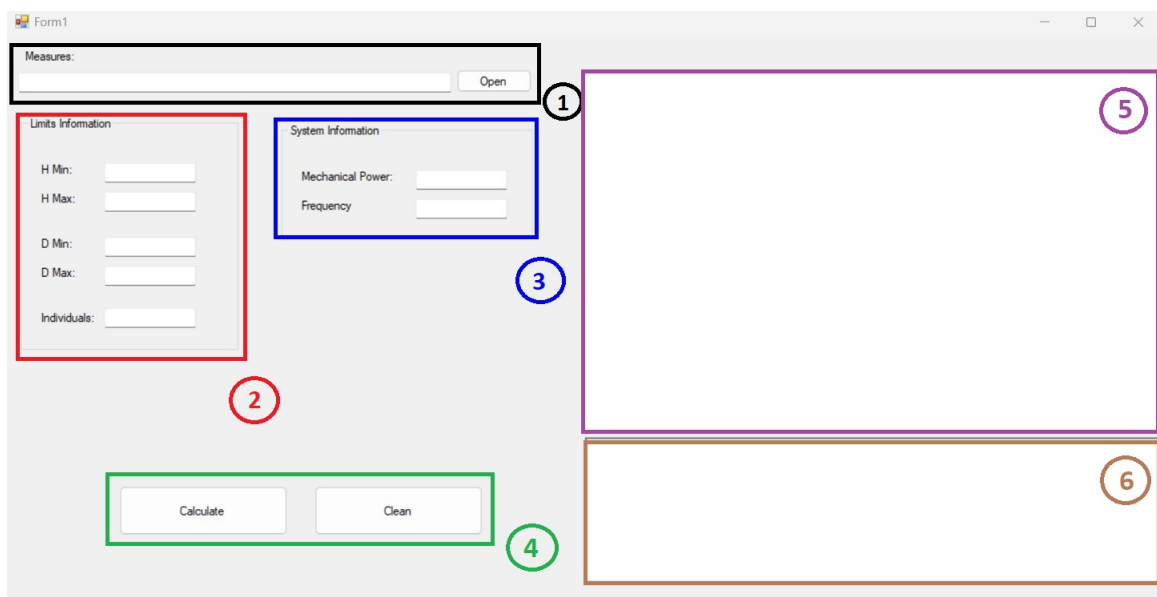 Form1
Measures:
Open
1
Limits Information
H Min:
H Max:
D Min:
D Max:
Individuals:
2
System Information
Mechanical Power:
Frequency
3
Calculate
Clean
4
5
6